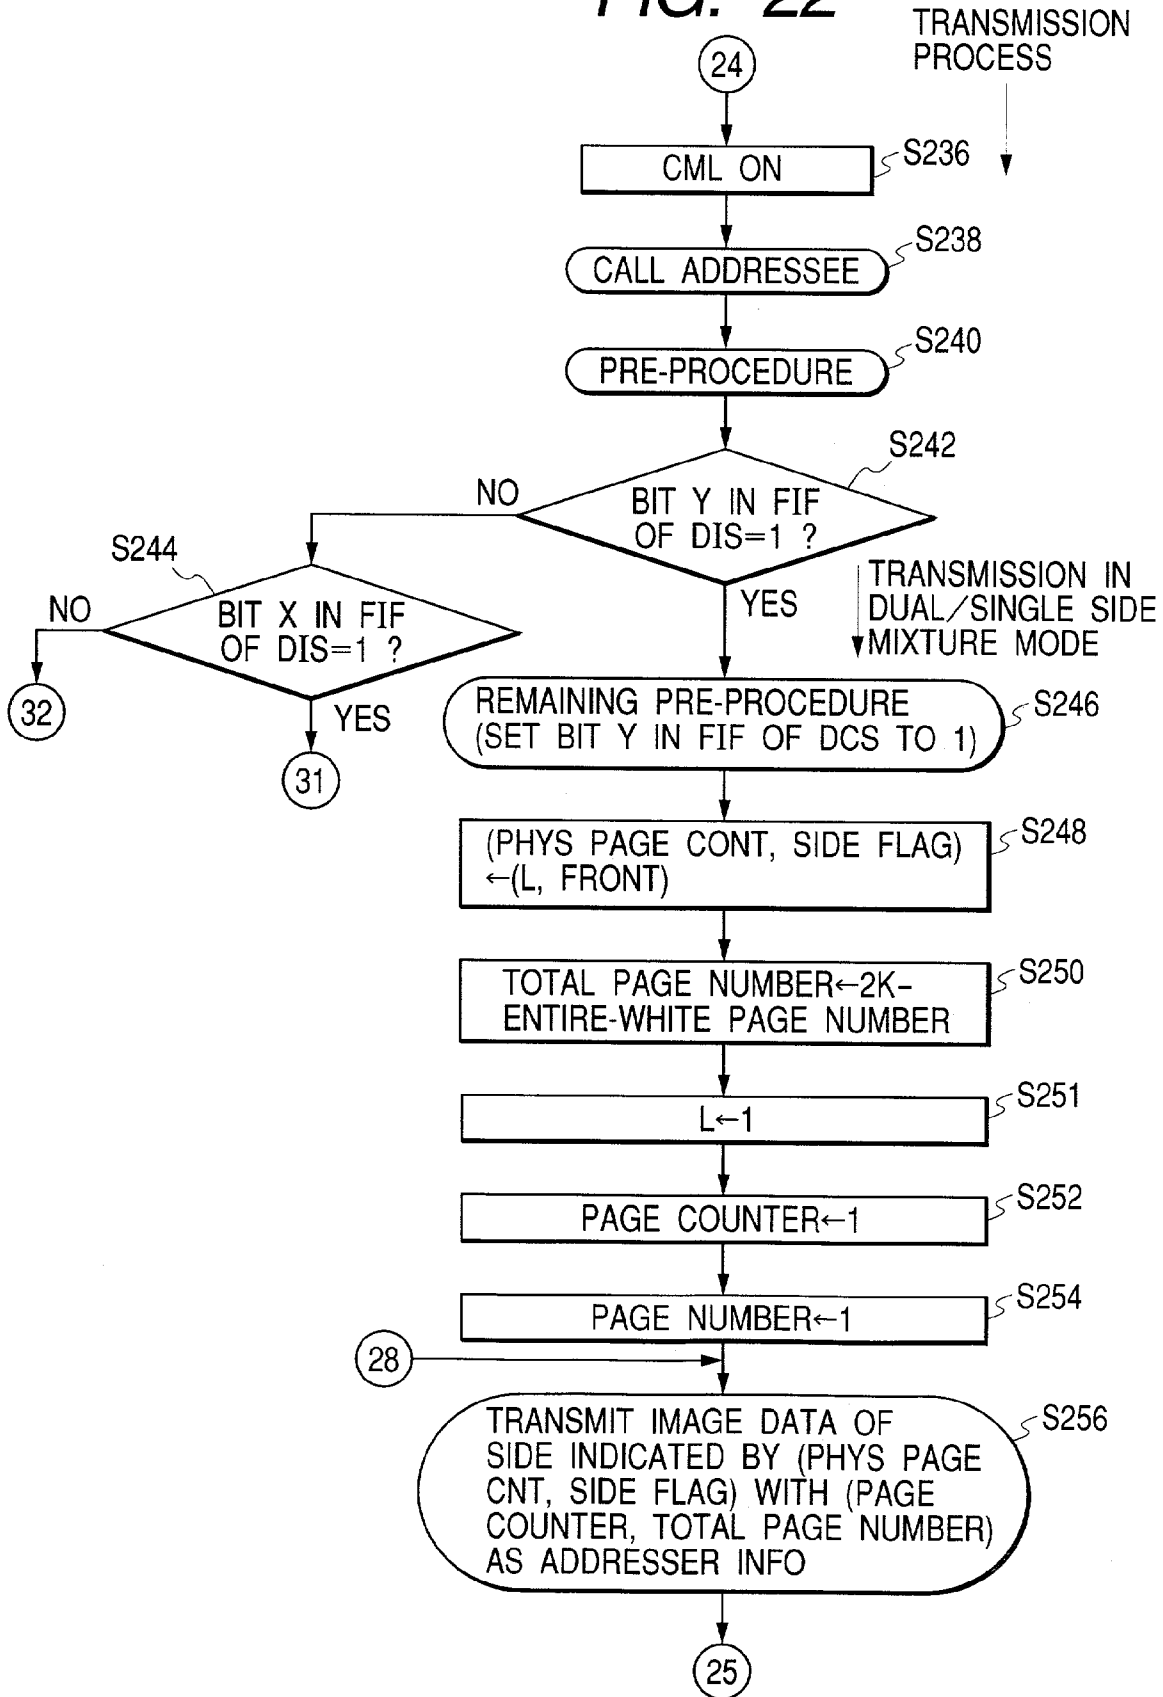 FIG. 22
TRANSMISSION
PROCESS
24
CML ON
S236
CALL ADDRESSEE
S238
PRE-PROCEDURE
S240
S242
BIT Y IN FIF
OF DIS=1 ?
NO
YES
S244
BIT X IN FIF
OF DIS=1 ?
NO
YES
32
31
TRANSMISSION IN
DUAL/SINGLE SIDE
MIXTURE MODE
REMAINING PRE-PROCEDURE
(SET BIT Y IN FIF OF DCS TO 1)
S246
(PHYS PAGE CONT, SIDE FLAG)
←(L, FRONT)
S248
TOTAL PAGE NUMBER←2K–
ENTIRE-WHITE PAGE NUMBER
S250
L←1
S251
PAGE COUNTER←1
S252
PAGE NUMBER←1
S254
28
TRANSMIT IMAGE DATA OF
SIDE INDICATED BY (PHYS PAGE
CNT, SIDE FLAG) WITH (PAGE
COUNTER, TOTAL PAGE NUMBER)
AS ADDRESSER INFO
S256
25